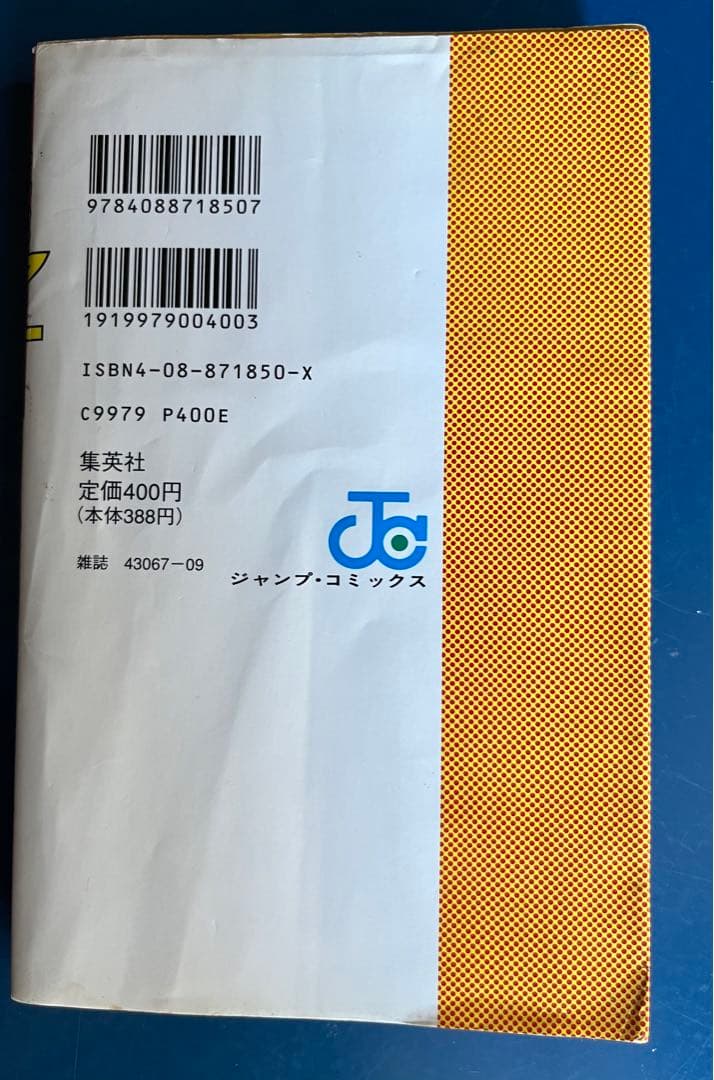 9784088718507
1919979004003
ISBN4-08-871850-X
C9979 P400E
集英社
定価400円
(本体388円)
雑誌 43067-09
JC
ジャンプ・コミックス